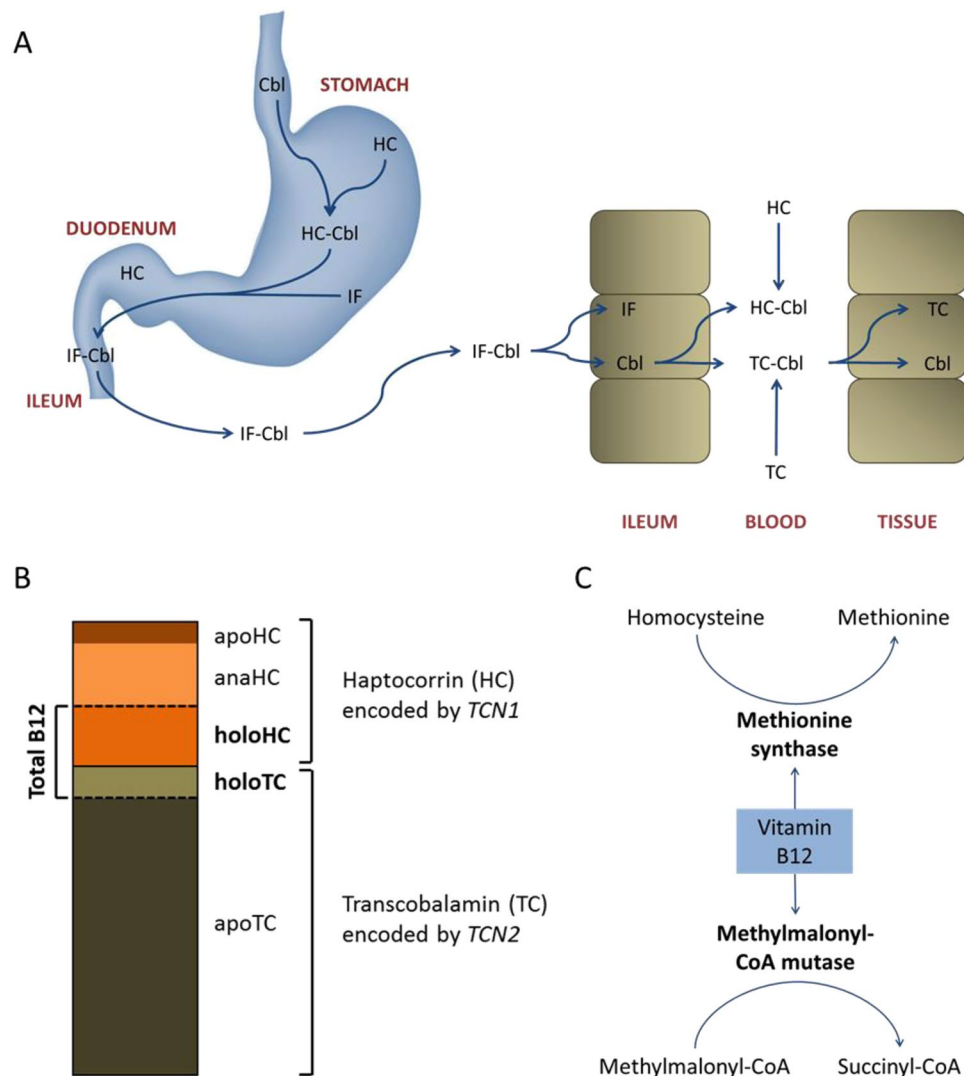 A
Cbl
STOMACH
HC
HC-Cbl
DUODENUM
HC
IF
IF-Cbl
ILEUM
IF-Cbl
IF-Cbl
HC
IF
HC-Cbl
TC
Cbl
TC-Cbl
Cbl
TC
ILEUM
BLOOD
TISSUE
B
Total B12
apoHC
anaHC
holoHC
holoTC
apoTC
Haptocorrin (HC)
encoded by TCN1
Transcobalamin (TC)
encoded by TCN2
C
Homocysteine
Methionine
Methionine
synthase
Vitamin
B12
Methylmalonyl-
CoA mutase
Methylmalonyl-CoA
Succinyl-CoA